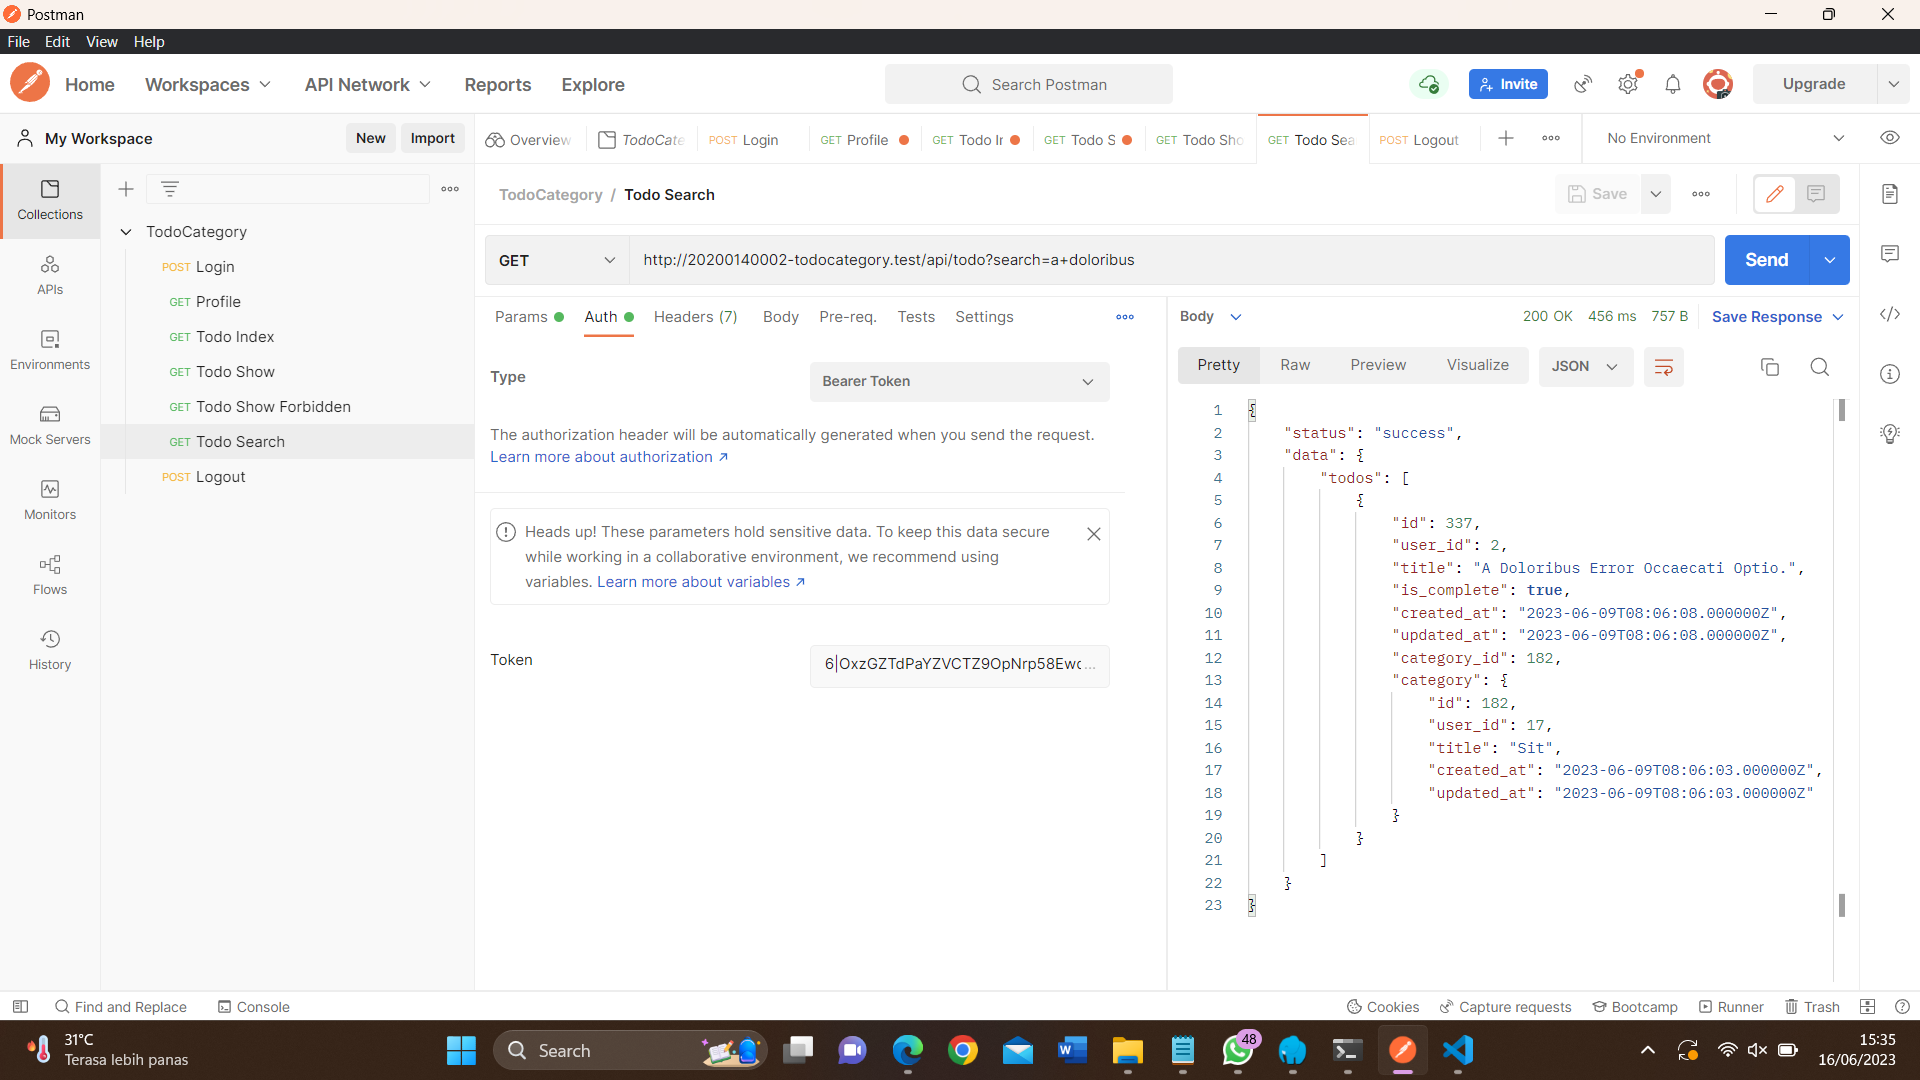 Postman
File Edit View Help
Home Workspaces API Network Reports Explore Search Postman Invite Upgrade
My Workspace New Import Overview TodoCate POST Login GET Profile GET Todo Ir GET Todo S GET Todo Sho GET Todo Sea POST Logout No Environment
Collections
APIs
Environments
Mock Servers
Monitors
Flows
History
TodoCategory
POST Login
GET Profile
GET Todo Index
GET Todo Show
GET Todo Show Forbidden
GET Todo Search
POST Logout
TodoCategory / Todo Search Save
GET http://20200140002-todocategory.test/api/todo?search=a+doloribus Send
Params Auth Headers (7) Body Pre-req. Tests Settings
Type Bearer Token
The authorization header will be automatically generated when you send the request.
Learn more about authorization ↗
Heads up! These parameters hold sensitive data. To keep this data secure
while working in a collaborative environment, we recommend using
variables. Learn more about variables ↗
Token 6|OxzGZTdPaYZVCTZ9OpNrp58Ewc...
Body 200 OK 456 ms 757 B Save Response
Pretty Raw Preview Visualize JSON
1 {
2 "status": "success",
3 "data": {
4 "todos": [
5 {
6 "id": 337,
7 "user_id": 2,
8 "title": "A Doloribus Error Occaecati Optio.",
9 "is_complete": true,
10 "created_at": "2023-06-09T08:06:08.000000Z",
11 "updated_at": "2023-06-09T08:06:08.000000Z",
12 "category_id": 182,
13 "category": {
14 "id": 182,
15 "user_id": 17,
16 "title": "Sit",
17 "created_at": "2023-06-09T08:06:03.000000Z",
18 "updated_at": "2023-06-09T08:06:03.000000Z"
19 }
20 }
21 ]
22 }
23 }
Find and Replace Console Cookies Capture requests Bootcamp Runner Trash
31°C
Terasa lebih panas
Search
48
15:35
16/06/2023